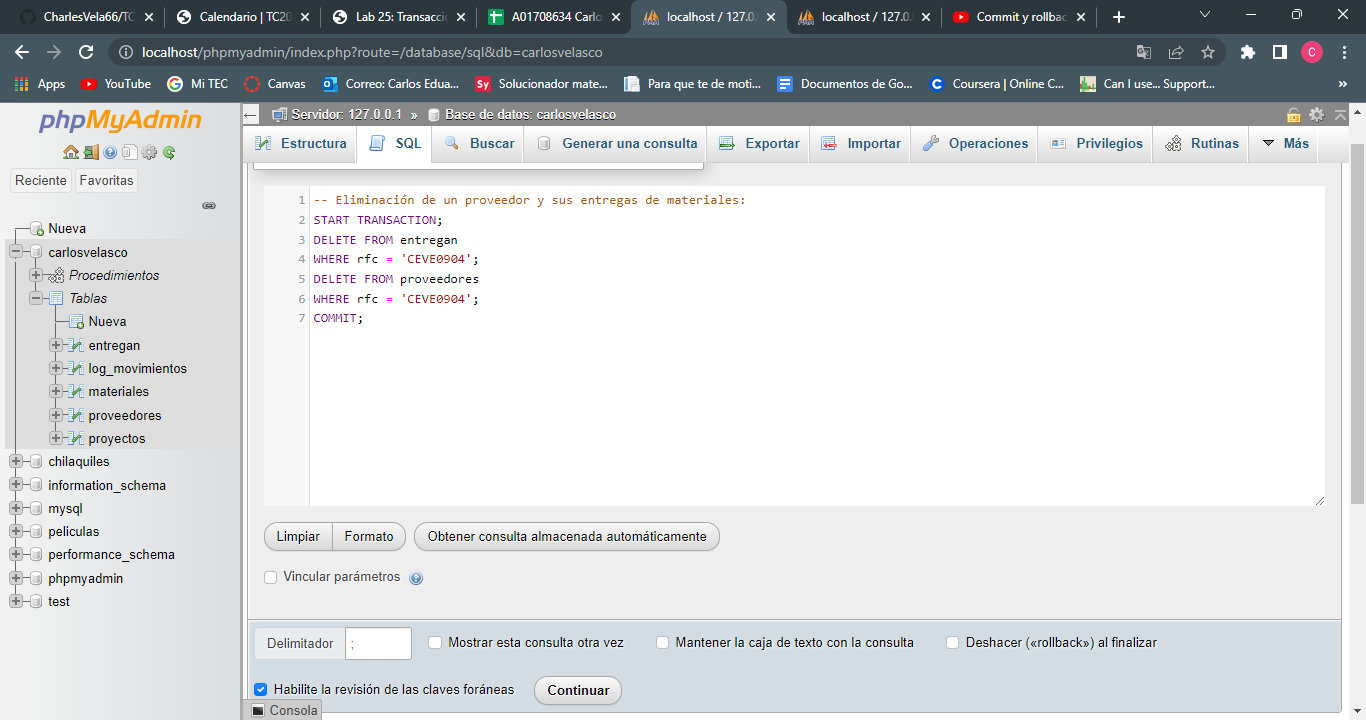 CharlesVela66/TC
Calendario | TC20
Lab 25: Transacci
A01708634 Carlo
localhost / 127.0.
localhost / 127.0.
Commit y rollbac
localhost/phpmyadmin/index.php?route=/database/sql&db=carlosvelasco
C
Apps
YouTube
Mi TEC
Canvas
Correo: Carlos Edua...
Sy
Solucionador mate...
Para que te de moti...
Documentos de Go...
Coursera | Online C...
Can I use... Support...
»
phpMyAdmin
Reciente
Favoritas
Nueva
carlosvelasco
Procedimientos
Tablas
Nueva
entregan
log_movimientos
materiales
proveedores
proyectos
chilaquiles
information_schema
mysql
peliculas
performance_schema
phpmyadmin
test
Servidor: 127.0.0.1 » Base de datos: carlosvelasco
Estructura
SQL
Buscar
Generar una consulta
Exportar
Importar
Operaciones
Privilegios
Rutinas
Más
1 -- Eliminación de un proveedor y sus entregas de materiales:
2 START TRANSACTION;
3 DELETE FROM entregan
4 WHERE rfc = 'CEVE0904';
5 DELETE FROM proveedores
6 WHERE rfc = 'CEVE0904';
7 COMMIT;
Limpiar
Formato
Obtener consulta almacenada automáticamente
Vincular parámetros
Delimitador ;
Mostrar esta consulta otra vez
Mantener la caja de texto con la consulta
Deshacer («rollback») al finalizar
Habilite la revisión de las claves foráneas
Continuar
Consola